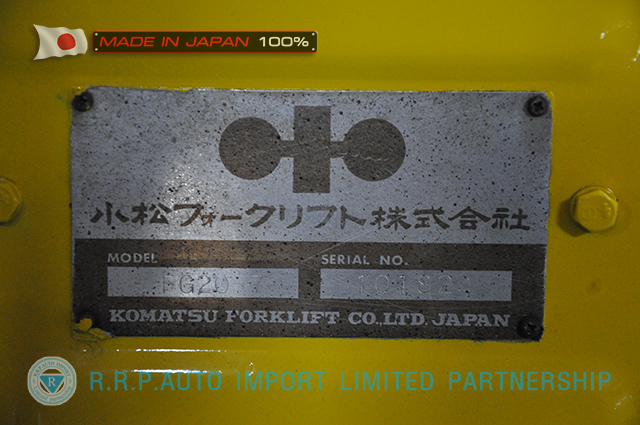 MADE IN JAPAN 100%
小松フォークリフト株式会社
MODEL SERIAL NO.
KOMATSU FORKLIFT CO.,LTD. JAPAN
R.R.P.AUTO IMPORT LIMITED PARTNERSHIP